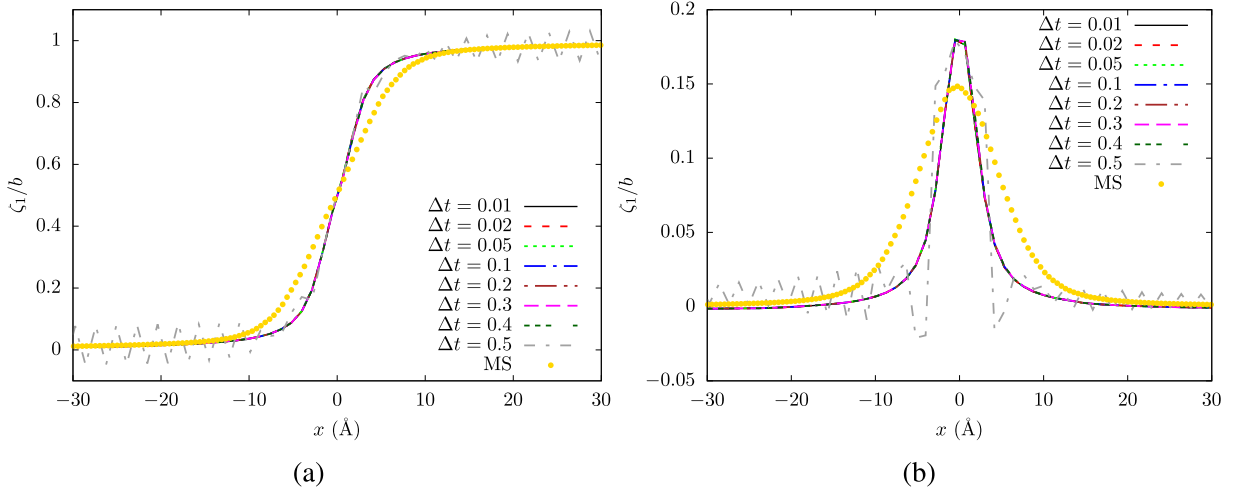 1
0.8
0.6
0.4
0.2
0
ζ₁/b
−30
−20
−10
0
10
20
30
x (Å)
Δt = 0.01
Δt = 0.02
Δt = 0.05
Δt = 0.1
Δt = 0.2
Δt = 0.3
Δt = 0.4
Δt = 0.5
MS
(a)
0.2
0.15
0.1
0.05
0
−0.05
ζ₁/b
−30
−20
−10
0
10
20
30
x (Å)
Δt = 0.01
Δt = 0.02
Δt = 0.05
Δt = 0.1
Δt = 0.2
Δt = 0.3
Δt = 0.4
Δt = 0.5
MS
(b)